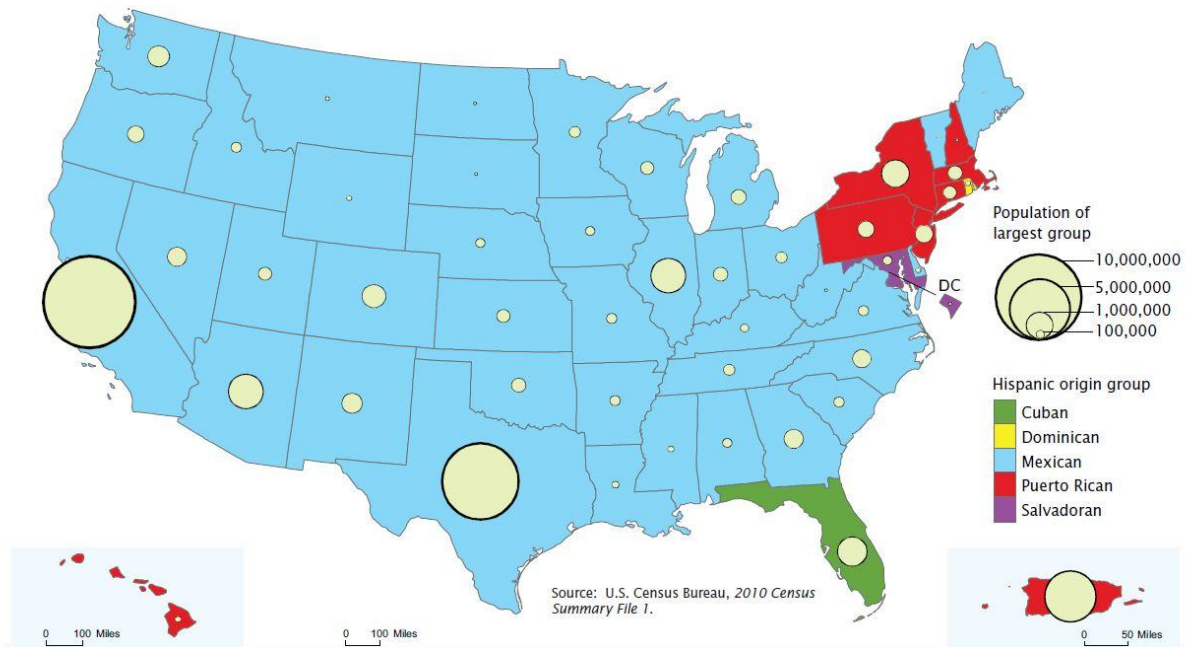 DC
Population of
largest group
10,000,000
5,000,000
1,000,000
100,000
Hispanic origin group
Cuban
Dominican
Mexican
Puerto Rican
Salvadoran
Source: U.S. Census Bureau, 2010 Census
Summary File 1.
0 100 Miles
0 100 Miles
0 50 Miles